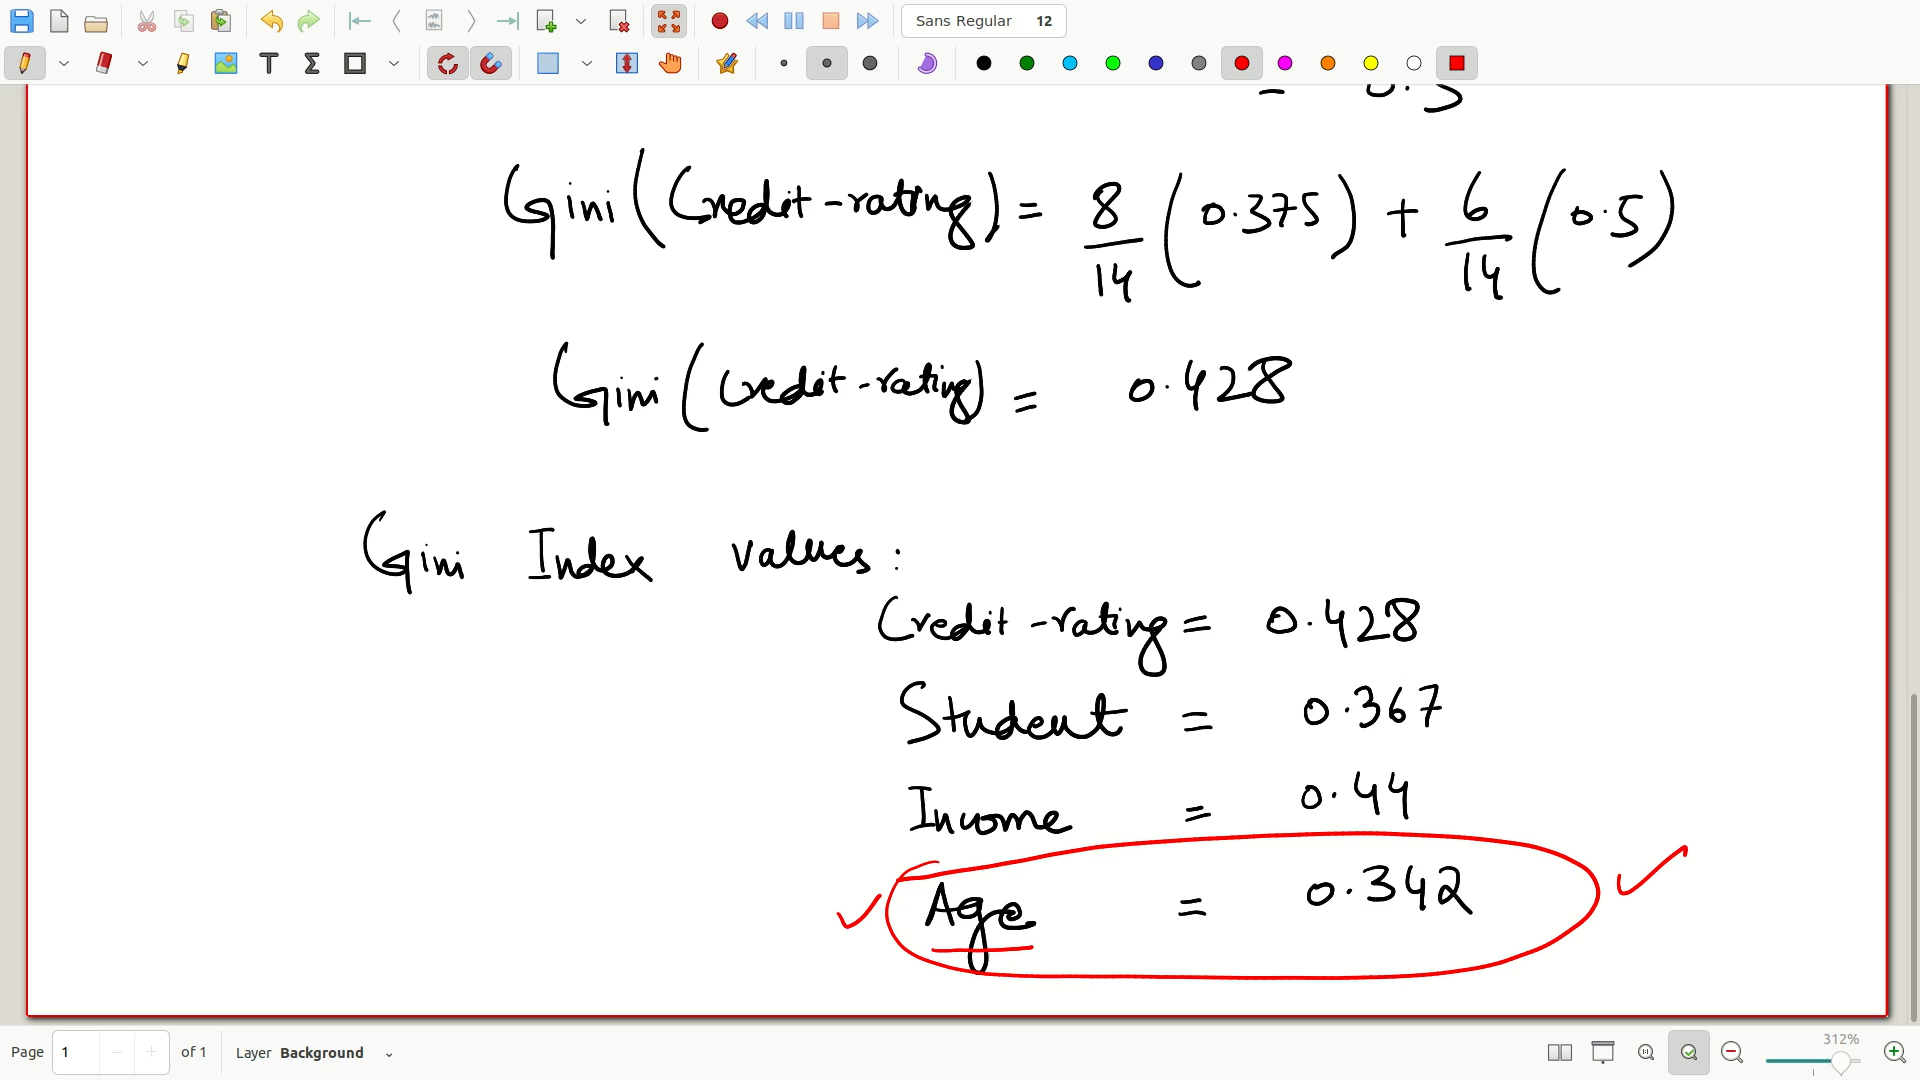 Sans Regular 12
= 0.5
Gini (Credit-rating) = 8/14 (0.375) + 6/14 (0.5)
Gini (Credit-rating) = 0.428
Gini Index values:
Credit-rating = 0.428
Student = 0.367
Income = 0.44
Age = 0.342
312%
Page 1 of 1 Layer Background